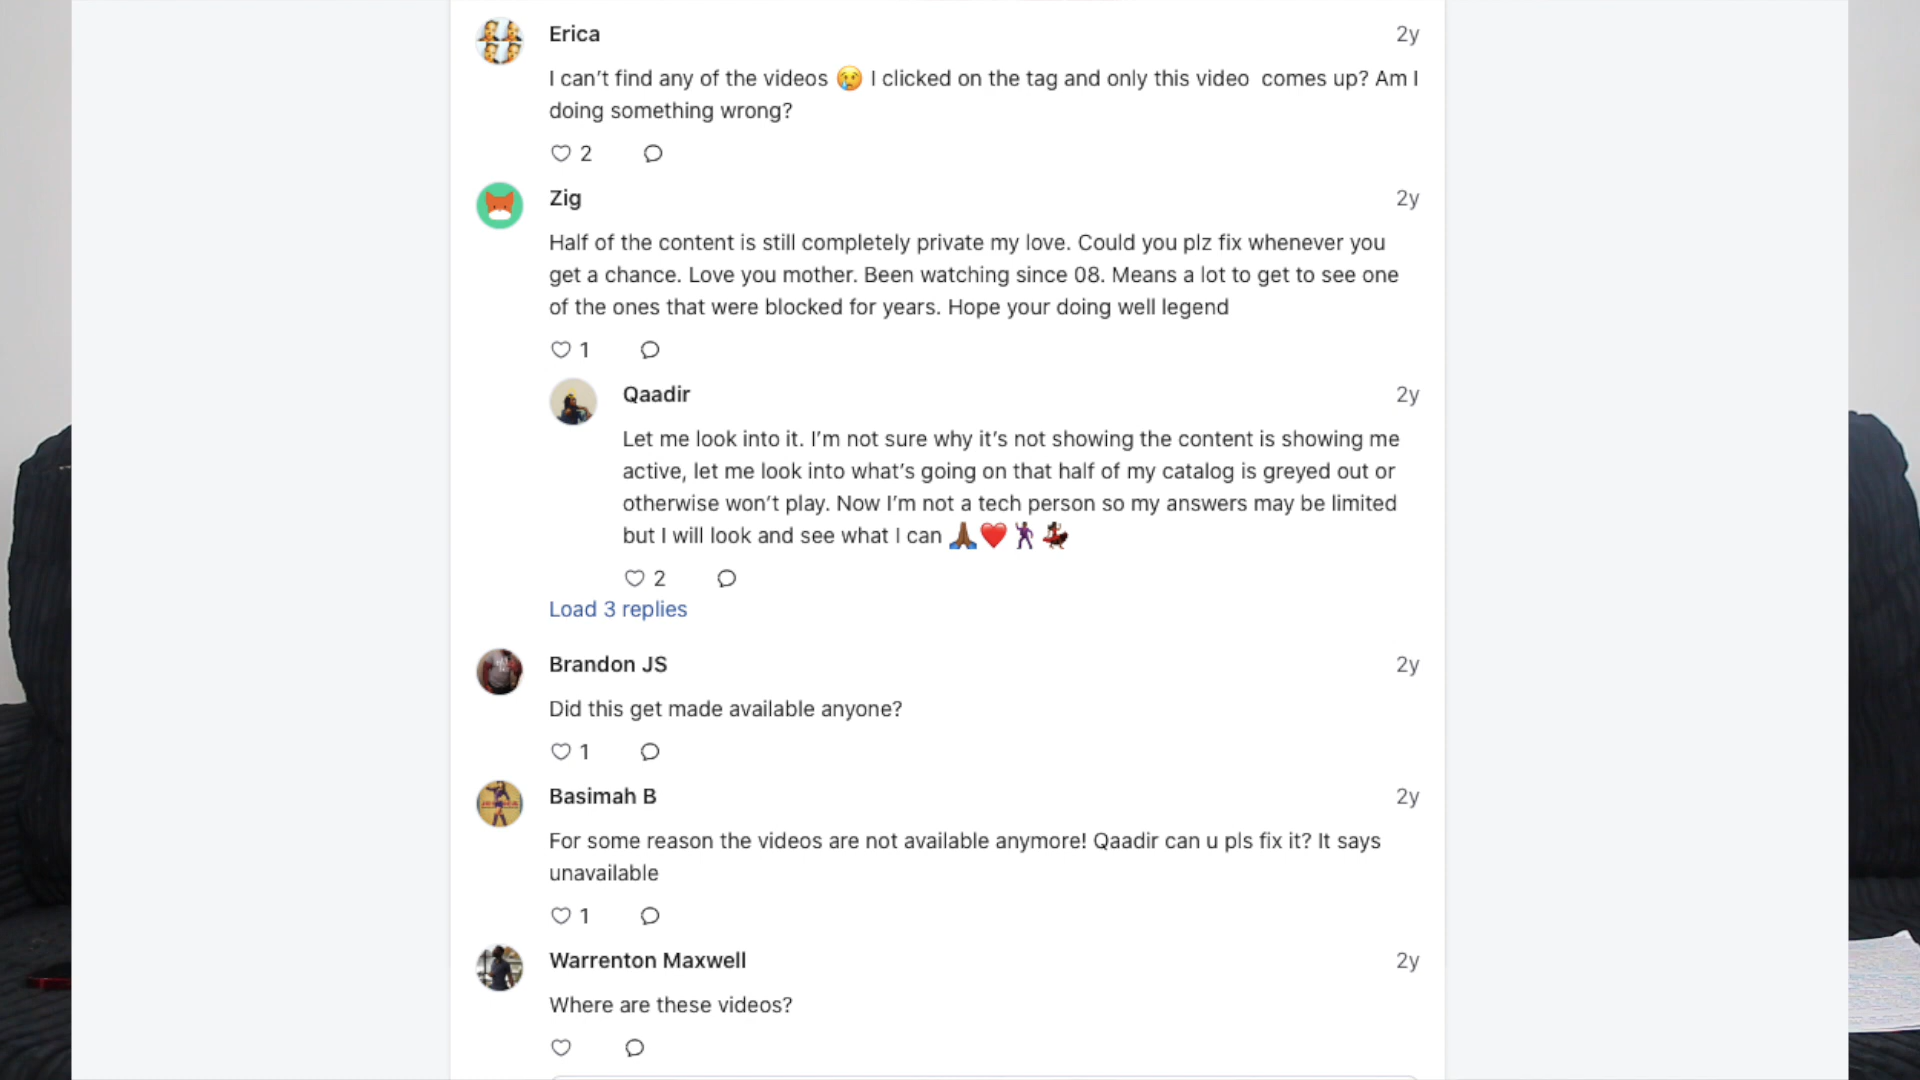 Erica
2y
I can’t find any of the videos 😢 I clicked on the tag and only this video  comes up? Am I
doing something wrong?
2
Zig
2y
Half of the content is still completely private my love. Could you plz fix whenever you
get a chance. Love you mother. Been watching since 08. Means a lot to get to see one
of the ones that were blocked for years. Hope your doing well legend
1
Qaadir
2y
Let me look into it. I’m not sure why it’s not showing the content is showing me
active, let me look into what’s going on that half of my catalog is greyed out or
otherwise won’t play. Now I’m not a tech person so my answers may be limited
but I will look and see what I can 🙏🏾❤️🕺🏾💃🏾
2
Load 3 replies
Brandon JS
2y
Did this get made available anyone?
1
Basimah B
2y
For some reason the videos are not available anymore! Qaadir can u pls fix it? It says
unavailable
1
Warrenton Maxwell
2y
Where are these videos?